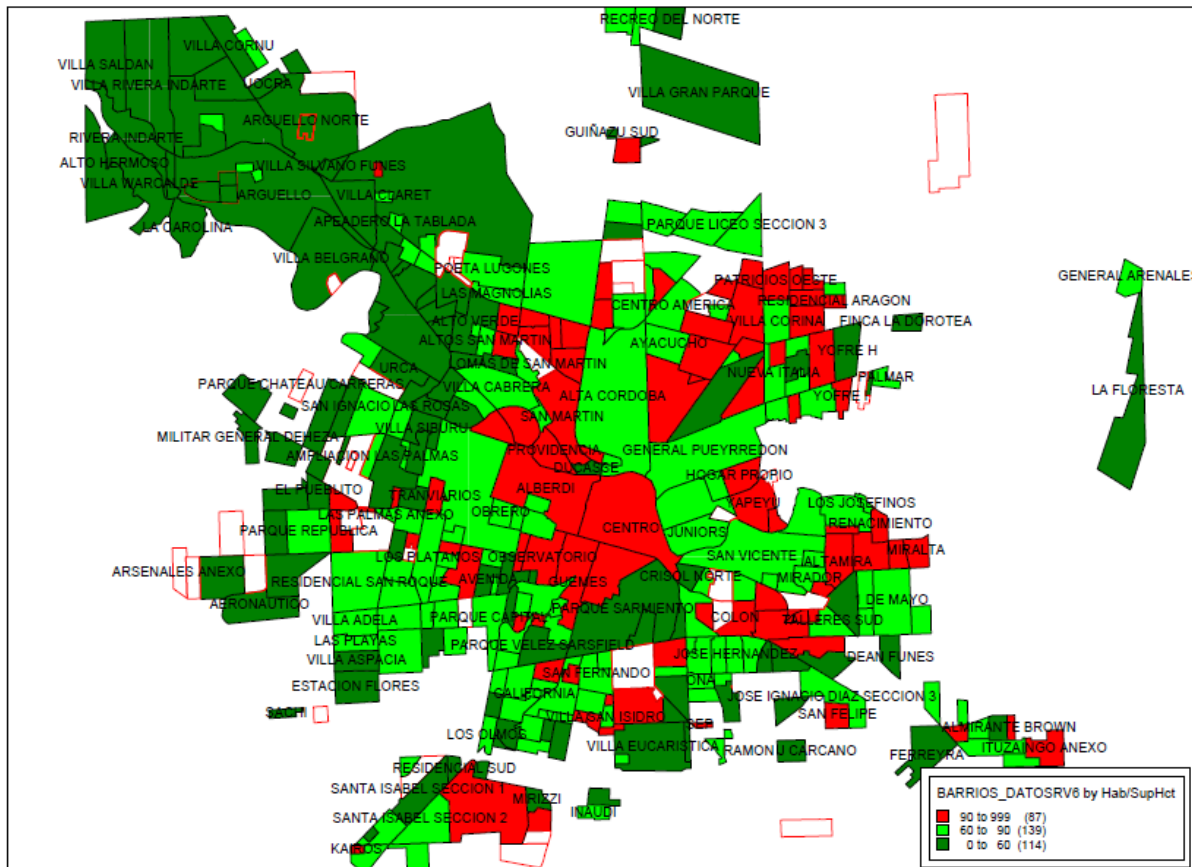 RECREO DEL NORTE
VILLA CORNU
VILLA SALDAN
VILLA RIVERA INDARTE
UOCRA
VILLA GRAN PARQUE
ARGUELLO NORTE
GUIÑAZU SUD
RIVERA INDARTE
ALTO HERMOSO
VILLA SILVANO FUNES
VILLA WARCALDE
ARGUELLO
VILLA CLARET
LA CAROLINA
APEADERO LA TABLADA
PARQUE LICEO SECCION 3
VILLA BELGRANO
POETA LUGONES
PATRICIOS OESTE
GENERAL ARENALES
LAS MAGNOLIAS
CENTRO AMERICA
RESIDENCIAL ARAGON
ALTO VERDE
VILLA CORINA
FINCA LA DOROTEA
ALTOS SAN MARTIN
AYACUCHO
YOFRE H
LOMAS DE SAN MARTIN
URCA
NUEVA ITALIA
PALMAR
PARQUE CHATEAU CARRERAS
VILLA CABRERA
ALTA CORDOBA
YOFRE I
LA FLORESTA
SAN IGNACIO
LAS ROSAS
SAN MARTIN
VILLA SIBURU
MILITAR GENERAL DEHEZA
PROVIDENCIA
GENERAL PUEYRREDON
AMPLIACION LAS PALMAS
DUCASSE
HOGAR PROPIO
EL PUEBLITO
TRANVIARIOS
ALBERDI
YAPEYU
LOS JOSEFINOS
LAS PALMAS ANEXO
OBRERO
CENTRO
JUNIORS
RENACIMIENTO
PARQUE REPUBLICA
LOS PLATANOS
OBSERVATORIO
SAN VICENTE
ALTAMIRA
MIRALTA
ARSENALES ANEXO
RESIDENCIAL SAN ROQUE
AVENIDA
GUEMES
CRISOL NORTE
MIRADOR
AERONAUTICO
PARQUE SARMIENTO
1 DE MAYO
VILLA ADELA
PARQUE CAPITAL
COLON
TALLERES SUD
LAS PLAYAS
PARQUE VELEZ SARSFIELD
VILLA ASPACIA
SAN FERNANDO
JOSE HERNANDEZ
DEAN FUNES
ESTACION FLORES
CALIFORNIA
ONA
JOSE IGNACIO DIAZ SECCION 3
SACHI
VILLA SAN ISIDRO
SEP
SAN FELIPE
LOS OLMOS
ALMIRANTE BROWN
VILLA EUCARISTICA
RAMON J CARCANO
FERREYRA
ITUZAINGO ANEXO
RESIDENCIAL SUD
SANTA ISABEL SECCION 1
MIRIZZI
INAUDI
SANTA ISABEL SECCION 2
KAIROS
BARRIOS_DATOSRV6 by Hab/SupHct
90 to 999 (87)
60 to 90 (139)
0 to 60 (114)